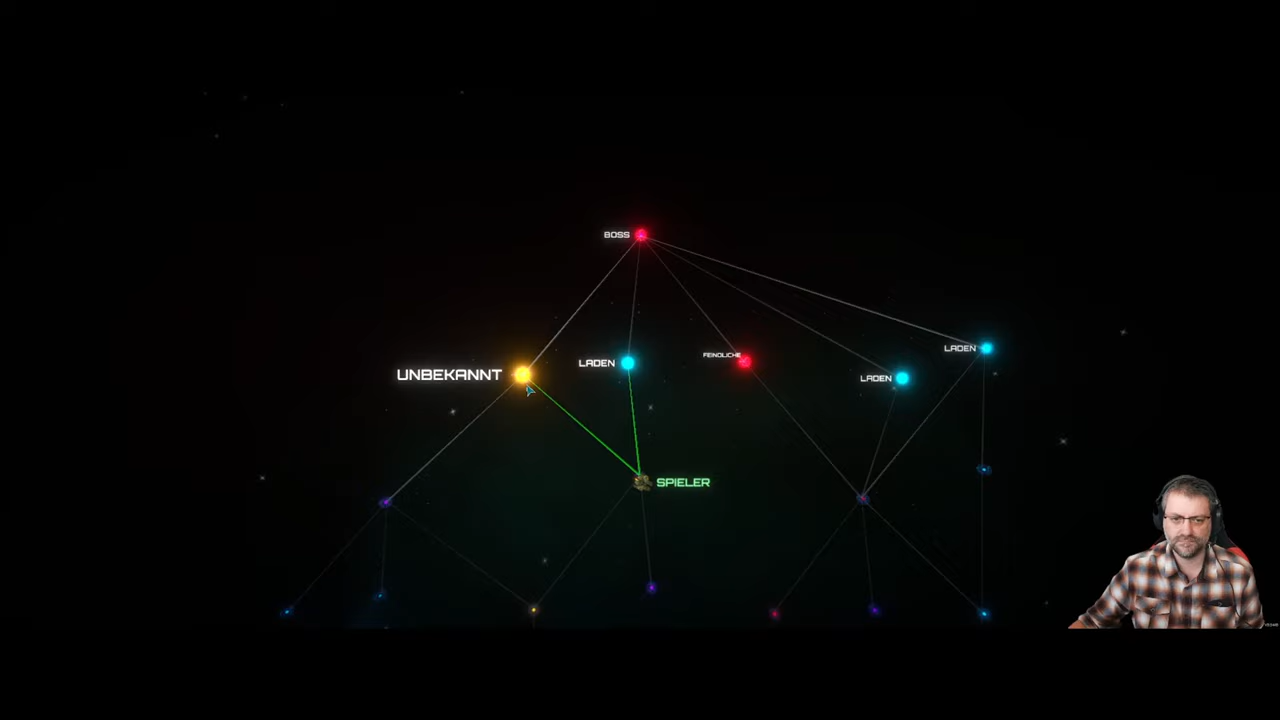 BOSS
LADEN
FEINDLICHE
UNBEKANNT
LADEN
LADEN
SPIELER